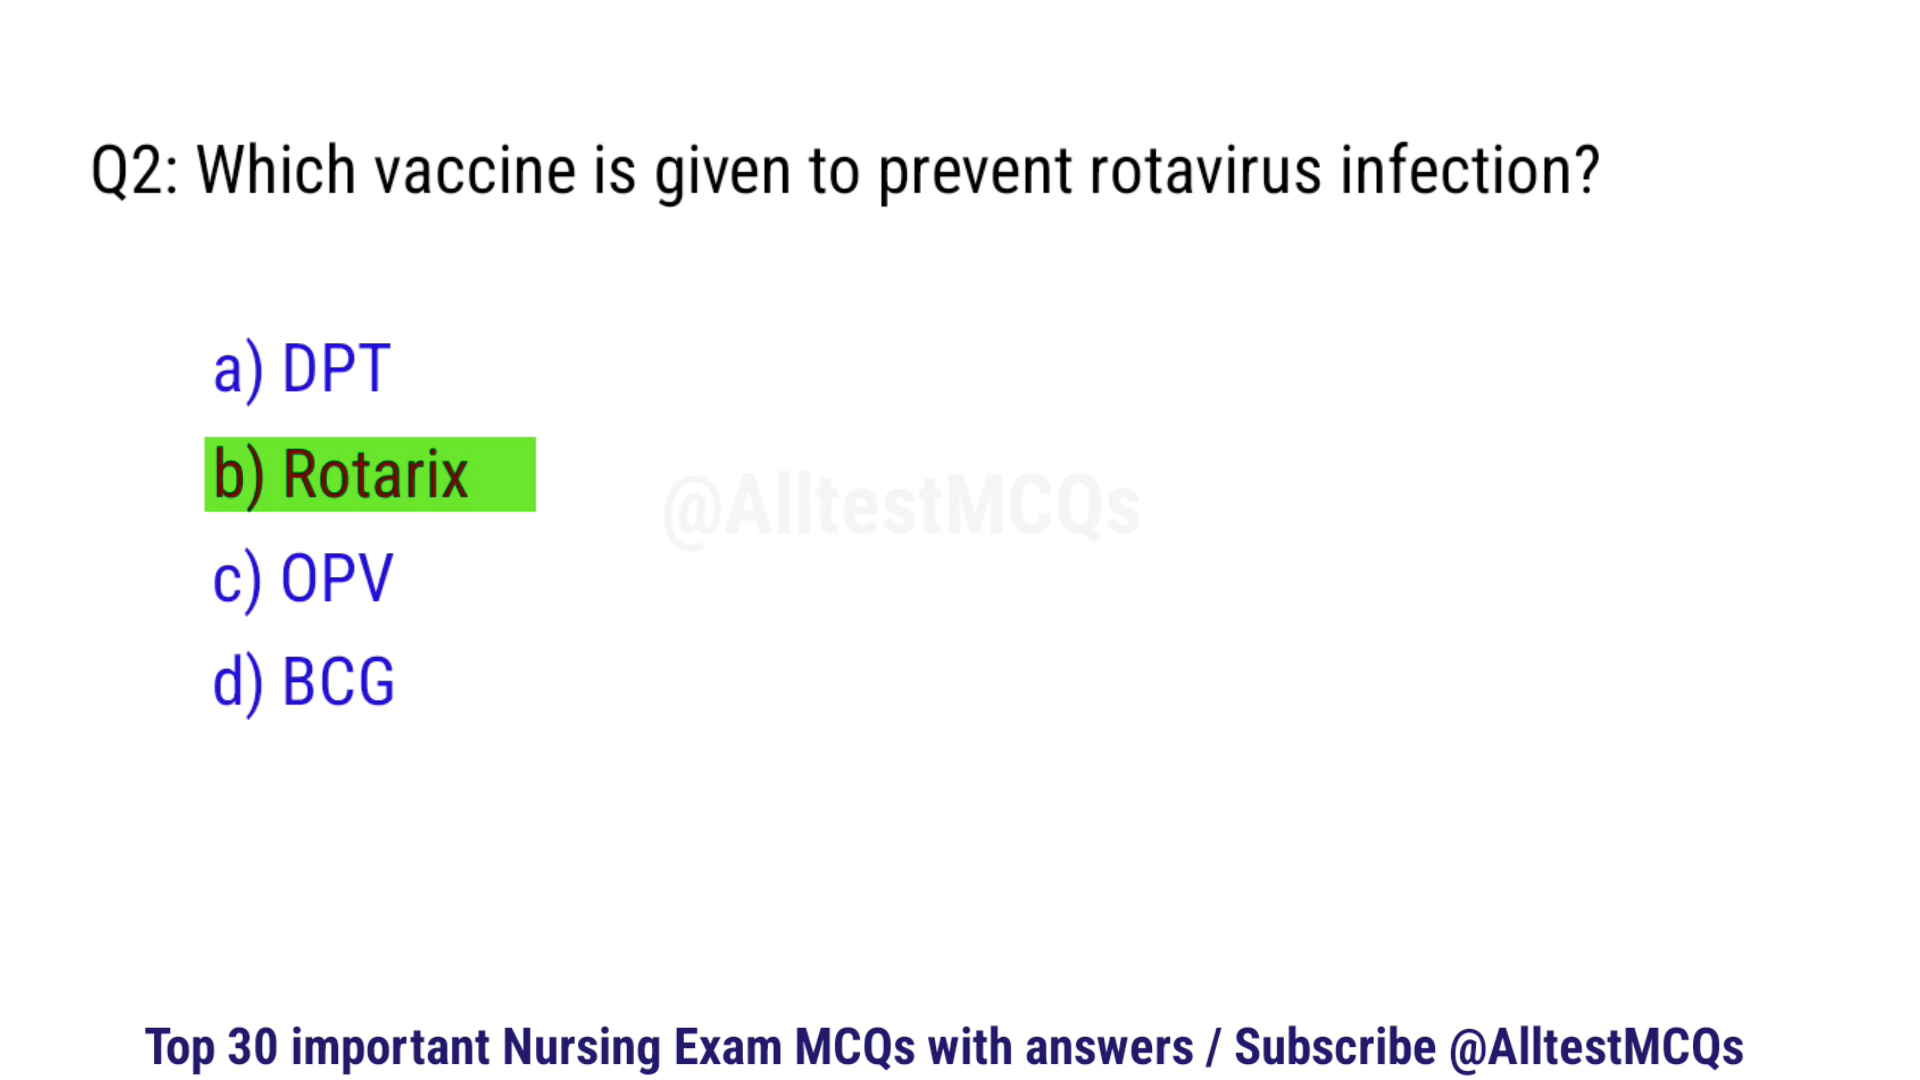 Q2: Which vaccine is given to prevent rotavirus infection?
a) DPT
b) Rotarix
@AlltestMCQs
c) OPV
d) BCG
Top 30 important Nursing Exam MCQs with answers / Subscribe @AlltestMCQs